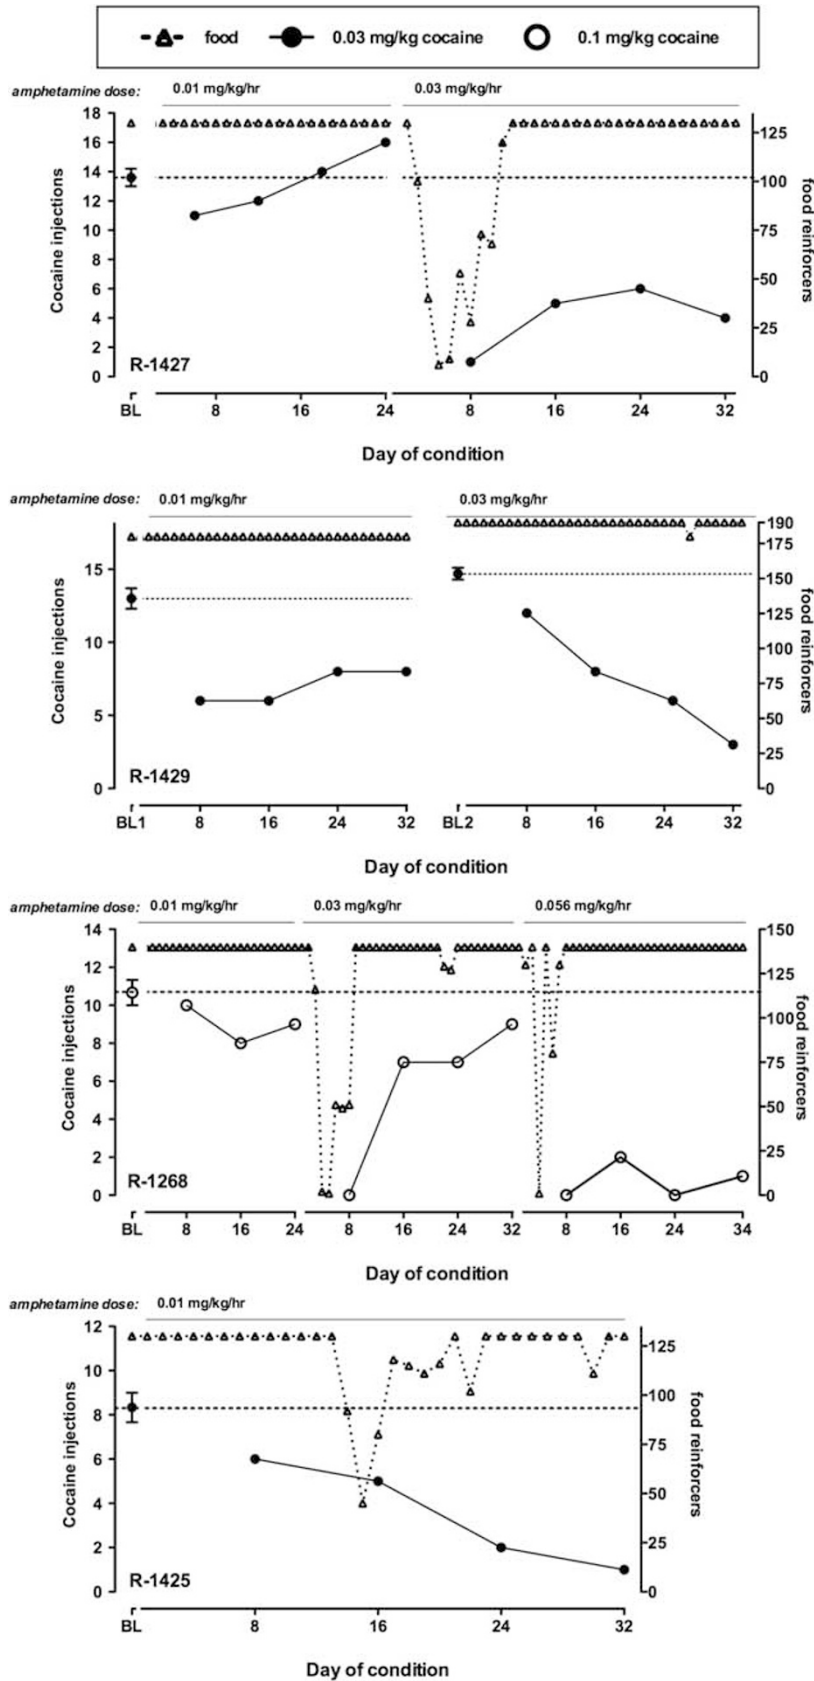 food 0.03 mg/kg cocaine 0.1 mg/kg cocaine
amphetamine dose: 0.01 mg/kg/hr 0.03 mg/kg/hr
18
16
14
12
10
8
6
4
2
0
Cocaine injections
125
100
75
50
25
0
food reinforcers
R-1427
BL 8 16 24 8 16 24 32
Day of condition
amphetamine dose: 0.01 mg/kg/hr 0.03 mg/kg/hr
15
10
5
0
Cocaine injections
190
175
150
125
100
75
50
25
0
food reinforcers
R-1429
BL1 8 16 24 32 BL2 8 16 24 32
Day of condition
amphetamine dose: 0.01 mg/kg/hr 0.03 mg/kg/hr 0.056 mg/kg/hr
14
12
10
8
6
4
2
0
Cocaine injections
150
125
100
75
50
25
0
food reinforcers
R-1268
BL 8 16 24 8 16 24 32 8 16 24 34
Day of condition
amphetamine dose: 0.01 mg/kg/hr
12
10
8
6
4
2
0
Cocaine injections
125
100
75
50
25
0
food reinforcers
R-1425
BL 8 16 24 32
Day of condition